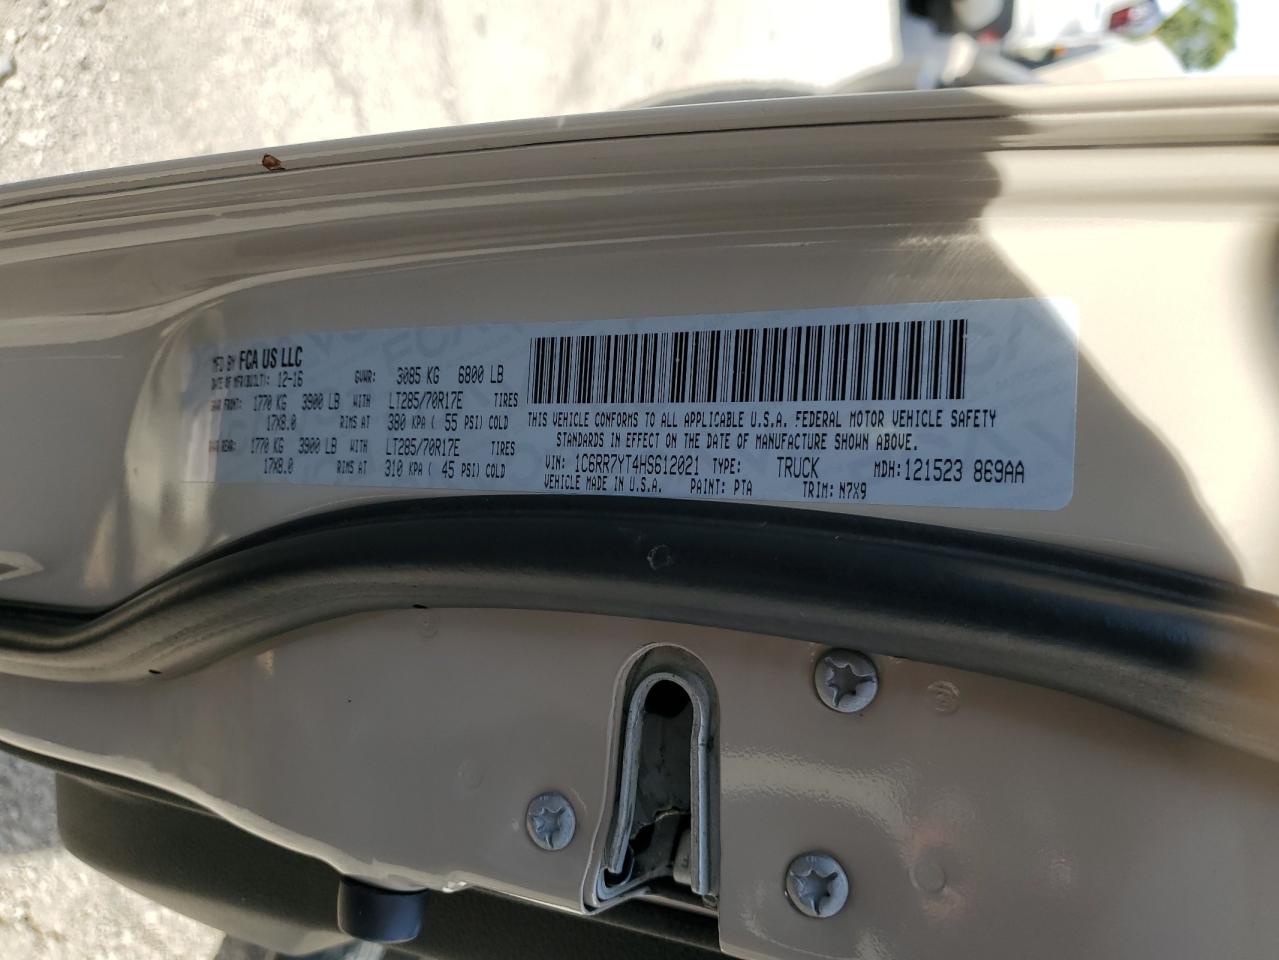 MFD BY FCA US LLC
DATE OF MFR(BUILT): 12-16 GVWR: 3085 KG 6800 LB
GAWR FRONT: 1770 KG 3900 LB WITH LT285/70R17E TIRES
17X8.0 RIMS AT 380 KPA ( 55 PSI) COLD
GAWR REAR: 1770 KG 3900 LB WITH LT285/70R17E TIRES
17X8.0 RIMS AT 310 KPA ( 45 PSI) COLD
THIS VEHICLE CONFORMS TO ALL APPLICABLE U.S.A. FEDERAL MOTOR VEHICLE SAFETY
STANDARDS IN EFFECT ON THE DATE OF MANUFACTURE SHOWN ABOVE.
VIN: 1C6RR7YT4HS612021 TYPE: TRUCK MDH: 121523 869AA
VEHICLE MADE IN U.S.A. PAINT: PTA TRIM: N7X9